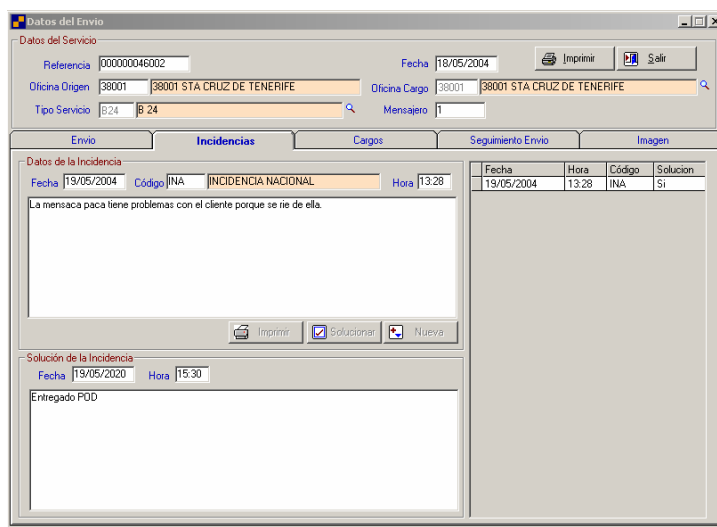 Datos del Envio
Datos del Servicio
Referencia 000000046002 Fecha 18/05/2004 Imprimir Salir
Oficina Origen 38001 38001 STA CRUZ DE TENERIFE Oficina Cargo 38001 38001 STA CRUZ DE TENERIFE
Tipo Servicio B24 B 24 Mensajero 1
Envio Incidencias Cargos Seguimiento Envio Imagen
Datos de la Incidencia
Fecha 19/05/2004 Código INA INCIDENCIA NACIONAL Hora 13:28
La mensaca paca tiene problemas con el cliente porque se rie de ella.
Imprimir Solucionar Nueva
Solución de la Incidencia
Fecha 19/05/2020 Hora 15:30
Entregado POD
Fecha Hora Código Solucion
19/05/2004 13:28 INA Si